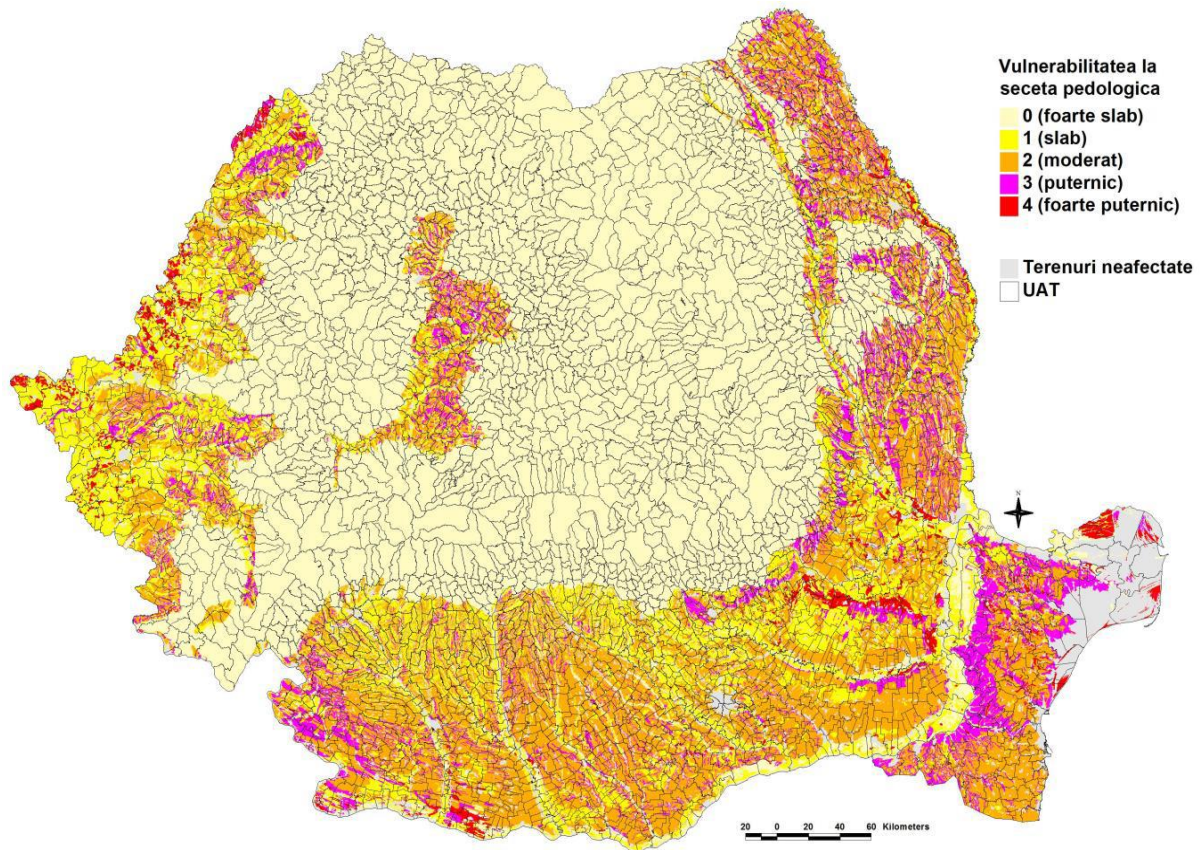 Vulnerabilitatea la
seceta pedologica
0 (foarte slab)
1 (slab)
2 (moderat)
3 (puternic)
4 (foarte puternic)
Terenuri neafectate
UAT
N
20 0 20 40 60 Kilometers